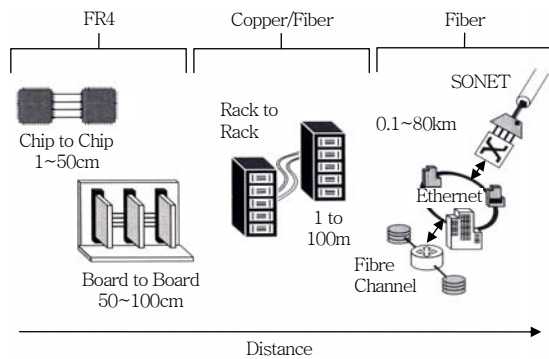 FR4
Copper/Fiber
Fiber
SONET
Chip to Chip
1~50cm
Rack to
Rack
0.1~80km
Ethernet
1 to
100m
Board to Board
50~100cm
Fibre
Channel
Distance